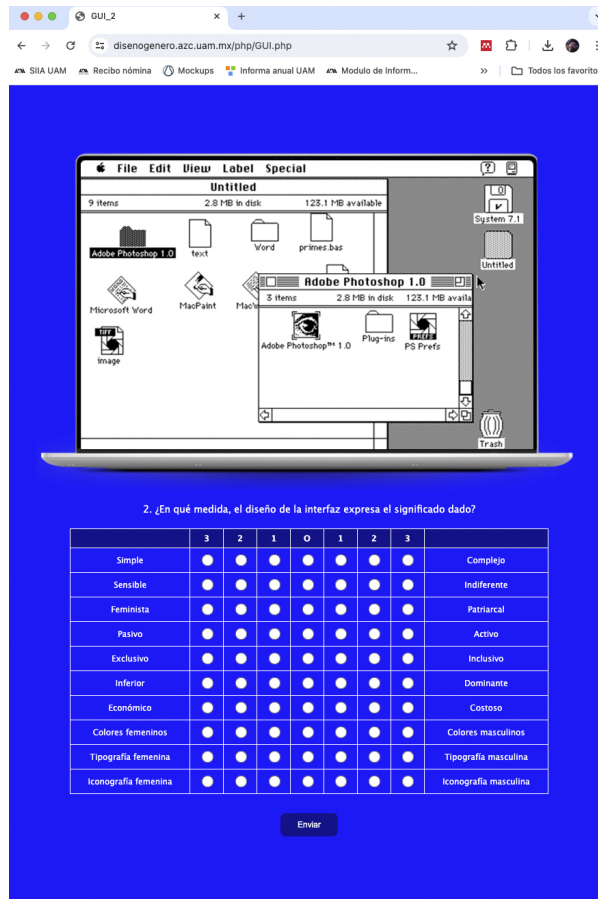 GUI_2
disenogenero.azc.uam.mx/php/GUI.php
SIIA UAM Recibo nómina Mockups Informa anual UAM Modulo de Inform... Todos los favorito
File Edit View Label Special
Untitled
9 items 2.8 MB in disk 123.1 MB available
System 7.1
Adobe Photoshop 1.0 text Word primes.bas
Untitled
Adobe Photoshop 1.0
3 items 2.8 MB in disk 123.1 MB availa
Microsoft Word MacPaint
Adobe Photoshop™ 1.0 Plug-ins PREFS PS Prefs
TIFF
image
Trash
2. ¿En qué medida, el diseño de la interfaz expresa el significado dado?
3 2 1 0 1 2 3
Simple Complejo
Sensible Indiferente
Feminista Patriarcal
Pasivo Activo
Exclusivo Inclusivo
Inferior Dominante
Económico Costoso
Colores femeninos Colores masculinos
Tipografía femenina Tipografía masculina
Iconografía femenina Iconografía masculina
Enviar